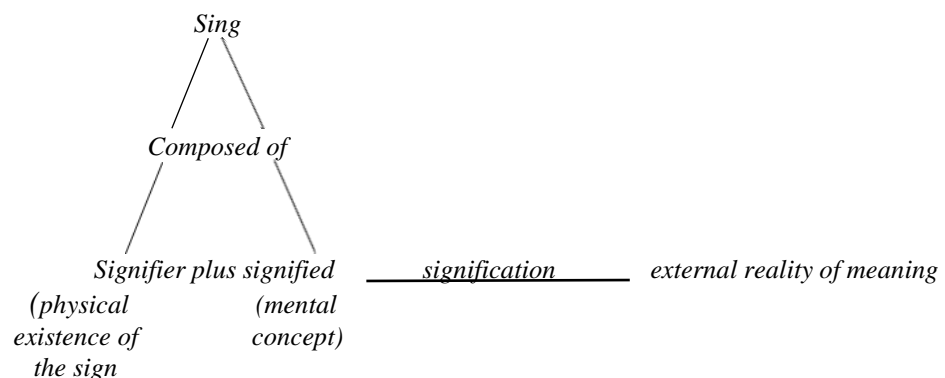 Sing
Composed of
Signifier plus signified signification external reality of meaning
(physical (mental
existence of concept)
the sign